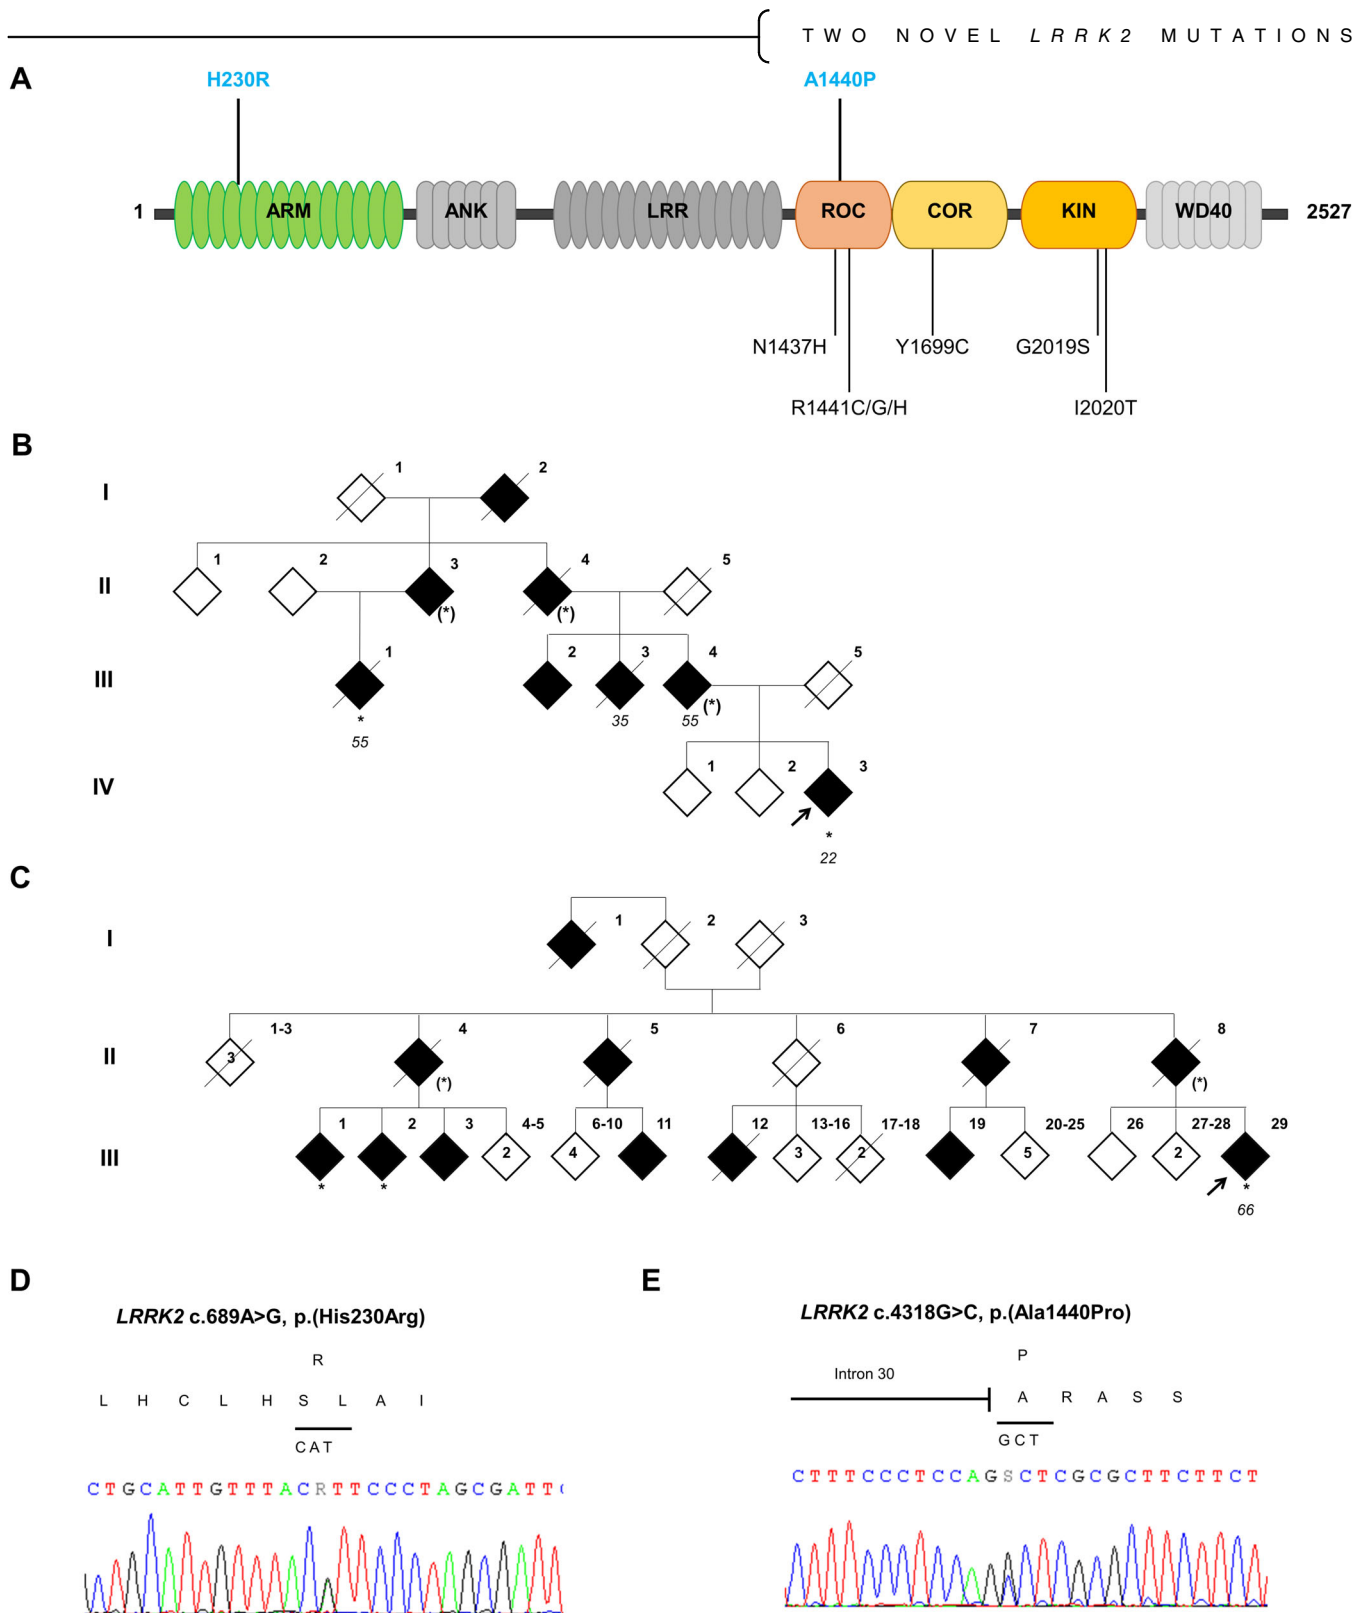 TWO NOVEL LRRK2 MUTATIONS
A
H230R A1440P
1 ARM ANK LRR ROC COR KIN WD40 2527
N1437H Y1699C G2019S
R1441C/G/H I2020T
B
1 2
I
1 2 3 4 5
II
(*) (*)
1 2 3 4 5
III
* 35 55 (*)
55
1 2 3
IV
*
22
C
1 2 3
I
1-3 4 5 6 7 8
II 3
(*) (*)
1 2 3 4-5 6-10 11 12 13-16 17-18 19 20-25 26 27-28 29
III 2 4 3 2 5 2
* * *
66
D
LRRK2 c.689A>G, p.(His230Arg)
R
L H C L H S L A I
CAT
CTGCATTGTTTACRTTCCCTAGCGATT
E
LRRK2 c.4318G>C, p.(Ala1440Pro)
P
Intron 30
A R A S S
GCT
CTTTCCCTCCAGSCTCGCGCTTCTTCT